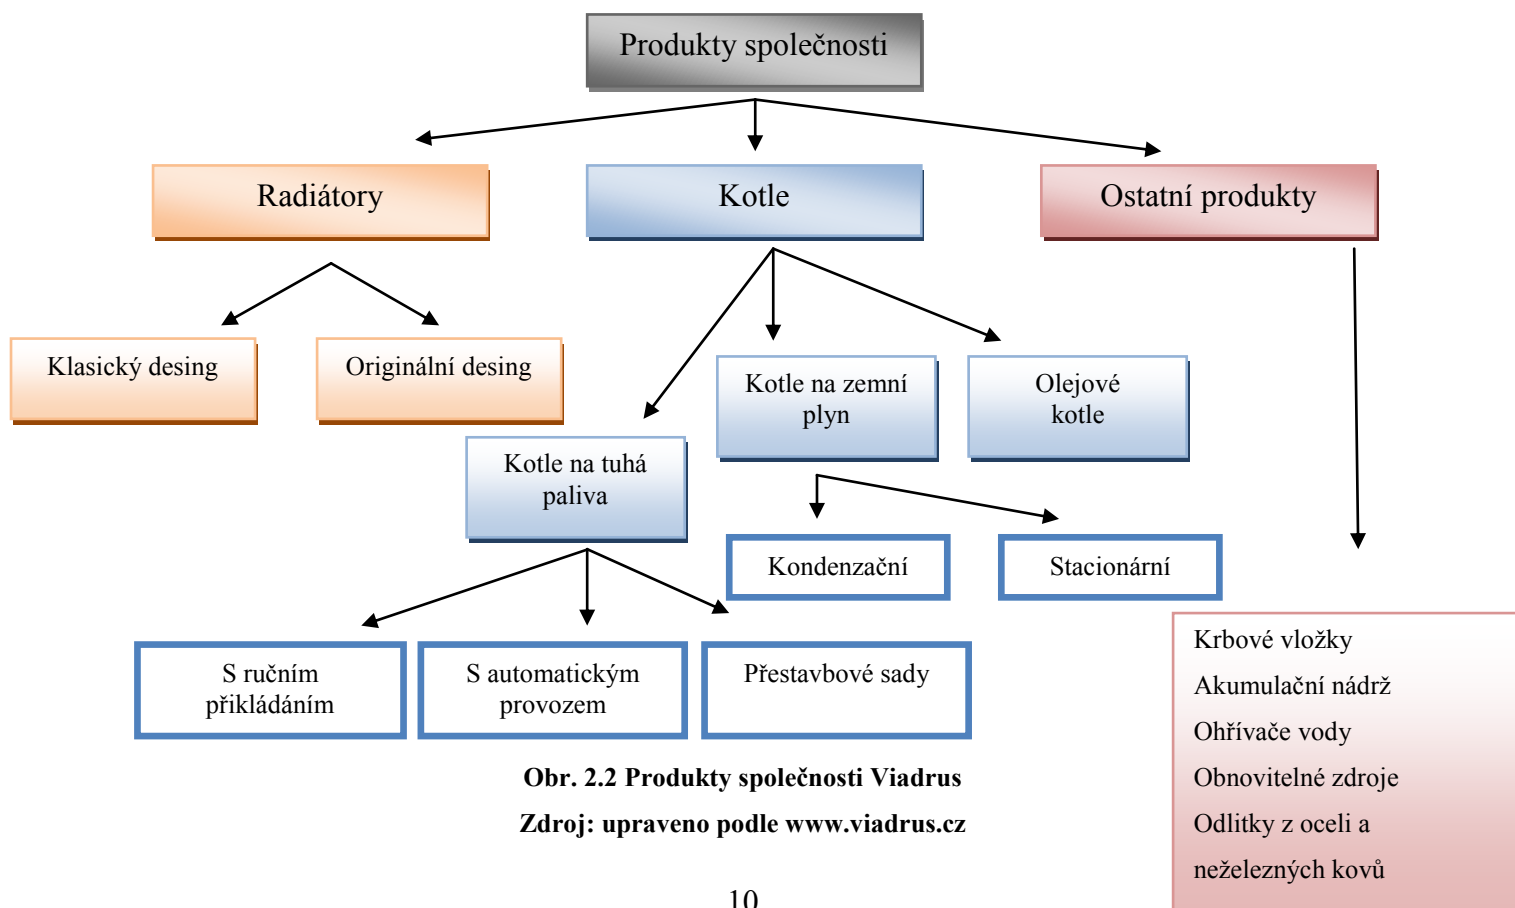 Produkty společnosti
Radiátory
Kotle
Ostatní produkty
Klasický desing
Originální desing
Kotle na tuhá
paliva
Kotle na zemní
plyn
Olejové
kotle
Kondenzační
Stacionární
S ručním
přikládáním
S automatickým
provozem
Přestavbové sady
Krbové vložky
Akumulační nádrž
Ohřívače vody
Obnovitelné zdroje
Odlitky z oceli a
neželezných kovů
Obr. 2.2 Produkty společnosti Viadrus
Zdroj: upraveno podle www.viadrus.cz
10